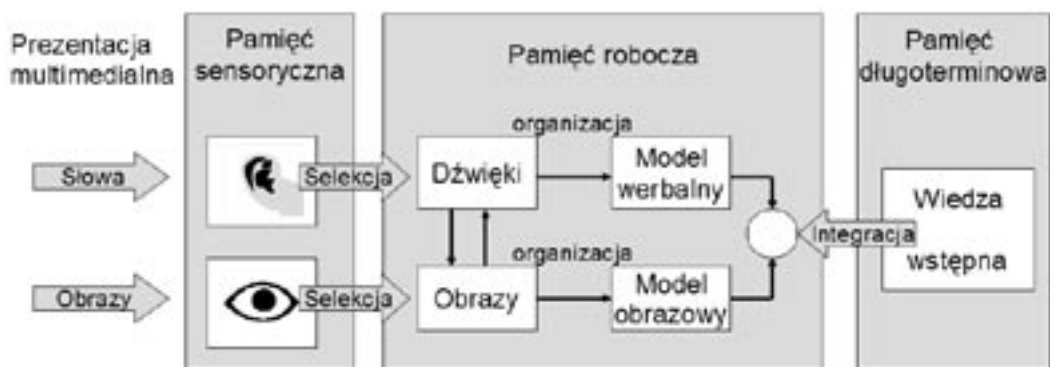 Prezentacja
multimedialna
Pamięć
sensoryczna
Pamięć robocza
Pamięć
długoterminowa
Słowa
Selekcja
Dźwięki
organizacja
Model
werbalny
Obrazy
Selekcja
Obrazy
organizacja
Model
obrazowy
Integracja
Wiedza
wstępna